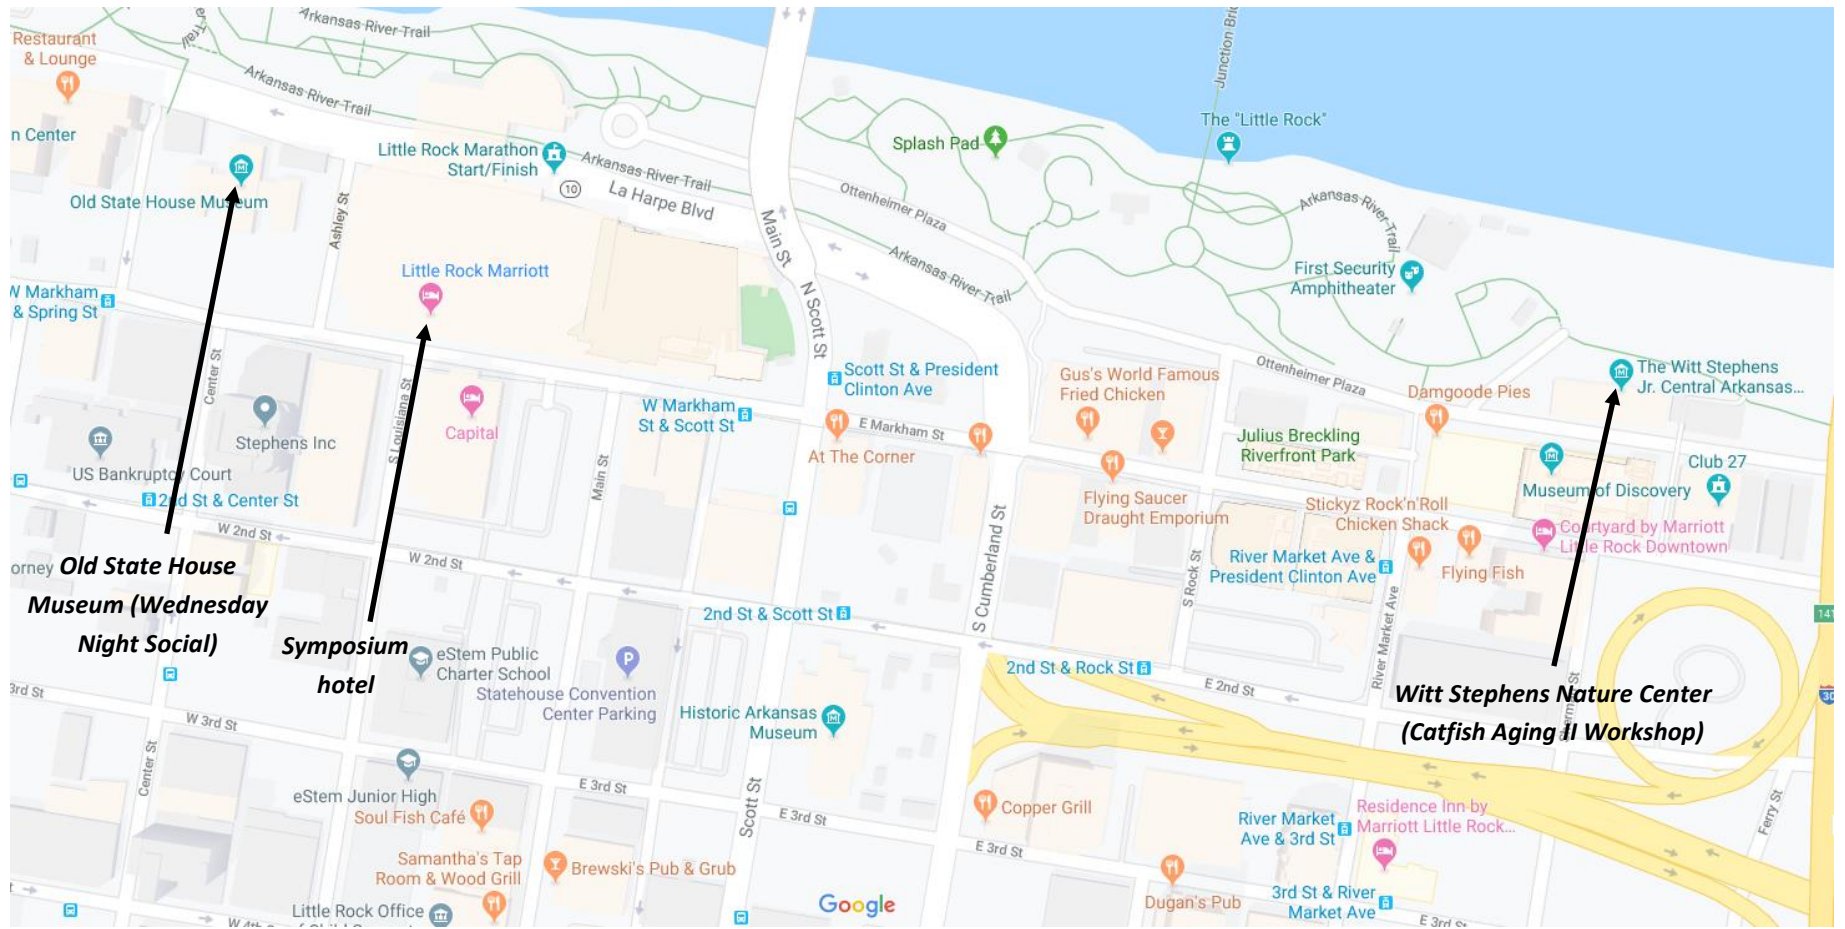 Restaurant
& Lounge
Arkansas River Trail
Arkansas River Trail
Junction Bri
n Center
Little Rock Marathon
Start/Finish
Arkansas River Trail
10
La Harpe Blvd
Splash Pad
The "Little Rock"
Old State House Museum
Ashley St
Ottenheimer Plaza
Arkansas River Trail
Main St
Arkansas River Trail
First Security
Amphitheater
Little Rock Marriott
W Markham
& Spring St
N Scott St
Center St
Scott St & President
Clinton Ave
Gus's World Famous
Fried Chicken
Ottenheimer Plaza
Damgoode Pies
The Witt Stephens
Jr. Central Arkansas...
Stephens Inc
S Louisiana St
Capital
W Markham
St & Scott St
E Markham St
At The Corner
Julius Breckling
Riverfront Park
US Bankruptcy Court
Main St
Museum of Discovery
Club 27
2nd St & Center St
Flying Saucer
Draught Emporium
Stickyz Rock'n'Roll
Chicken Shack
Courtyard by Marriott
Little Rock Downtown
W 2nd St
W 2nd St
S Cumberland St
S Rock St
River Market Ave &
President Clinton Ave
Flying Fish
orney
Old State House
Museum (Wednesday
Night Social)
2nd St & Scott St
River Market Ave
141
Symposium
hotel
eStem Public
Charter School
P
Statehouse Convention
Center Parking
2nd St & Rock St
E 2nd St
Witt Stephens Nature Center
(Catfish Aging II Workshop)
30
3rd St
W 3rd St
Historic Arkansas
Museum
Center St
eStem Junior High
E 3rd St
Scott St
E 3rd St
Soul Fish Café
Copper Grill
River Market
Ave & 3rd St
Residence Inn by
Marriott Little Rock...
Ferry St
Samantha's Tap
Room & Wood Grill
Brewski's Pub & Grub
E 3rd St
Dugan's Pub
3rd St & River
Market Ave
Google
Little Rock Office
E 3rd St